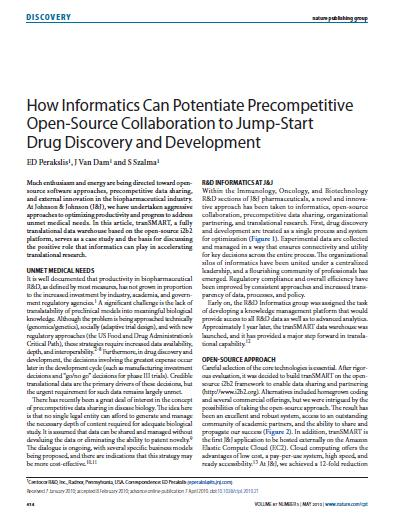 DISCOVERY
nature publishing group
How Informatics Can Potentiate Precompetitive
Open-Source Collaboration to Jump-Start
Drug Discovery and Development
ED Perakslis¹, J Van Dam¹ and S Szalma¹
Much enthusiasm and energy are being directed toward open-
source software approaches, precompetitive data sharing,
and external innovation in the biopharmaceutical industry.
At Johnson & Johnson (J&J), we have undertaken aggressive
approaches to optimizing productivity and progress to address
unmet medical needs. In this article, tranSMART, a fully
translational data warehouse based on the open-source i2b2
platform, serves as a case study and the basis for discussing
the positive role that informatics can play in accelerating
translational research.
UNMET MEDICAL NEEDS
It is well documented that productivity in biopharmaceutical
R&D, as defined by most measures, has not grown in proportion
to the increased investment by industry, academia, and govern-
ment regulatory agencies.¹ A significant challenge is the lack of
translatability of preclinical models into meaningful biological
knowledge. Although the problem is being approached technically
(genomics/genetics), socially (adaptive trial design), and with new
regulatory approaches (the US Food and Drug Administration's
Critical Path), these strategies require increased data availability,
depth, and interoperability. Furthermore, in drug discovery and
development, the decisions involving the greatest expense occur
later in the development cycle (such as manufacturing investment
decisions and "go/no go" decisions for phase III trials). Credible
translational data are the primary drivers of these decisions, but
the urgent requirement for such data remains largely unmet.
There has recently been a great deal of interest in the concept
of precompetitive data sharing in disease biology. The idea here
is that no single legal entity can afford to generate and manage
the necessary depth of content required for adequate biological
study. It is assumed that data can be shared and managed without
devaluing the data or eliminating the ability to patent novelty.⁹
The dialogue is ongoing, with several specific business models
being proposed, and there are indications that this strategy may
be more cost-effective.¹⁰,¹¹
R&D INFORMATICS AT J&J
Within the Immunology, Oncology, and Biotechnology
R&D sections of J&J pharmaceuticals, a novel and innova-
tive approach has been taken to informatics, open-source
collaboration, precompetitive data sharing, organizational
partnering, and translational research. First, drug discovery
and development are treated as a single process and system
for optimization (Figure 1). Experimental data are collected
and managed in a way that ensures connectivity and utility
for key decisions across the entire process. The organizational
silos of informatics have been united under a centralized
leadership, and a flourishing community of professionals has
emerged. Regulatory compliance and overall efficiency have
been improved by consistent approaches and increased trans-
parency of data, processes, and policy.
Early on, the R&D Informatics group was assigned the task
of developing a knowledge management platform that would
provide access to all R&D data as well as to advanced analytics.
Approximately 1 year later, the tranSMART data warehouse was
launched, and it has provided a major step forward in transla-
tional capability.¹²
OPEN-SOURCE APPROACH
Careful selection of the core technologies is essential. After rigor-
ous evaluation, it was decided to build tranSMART on the open-
source i2b2 framework to enable data sharing and partnering
(http://www.i2b2.org/). Alternatives included homegrown coding
and several commercial offerings, but we were intrigued by the
possibilities of taking the open-source approach. The result has
been an excellent and robust system, access to an outstanding
community of academic partners, and the ability to share and
propagate our success (Figure 2). In addition, tranSMART is
the first J&J application to be hosted externally on the Amazon
Elastic Compute Cloud (EC2). Cloud computing offers the
advantages of low cost, a pay-per-use system, high speed, and
ready accessibility.¹³ At J&J, we achieved a 12-fold reduction
¹Centocor R&D, Inc., Radnor, Pennsylvania, USA. Correspondence: ED Perakslis (eperaksl@its.jnj.com)
Received 7 January 2010; accepted 8 February 2010; advance online publication 7 April 2010. doi:10.1038/clpt.2010.21
614
VOLUME 87 NUMBER 5 | MAY 2010 | www.nature.com/cpt